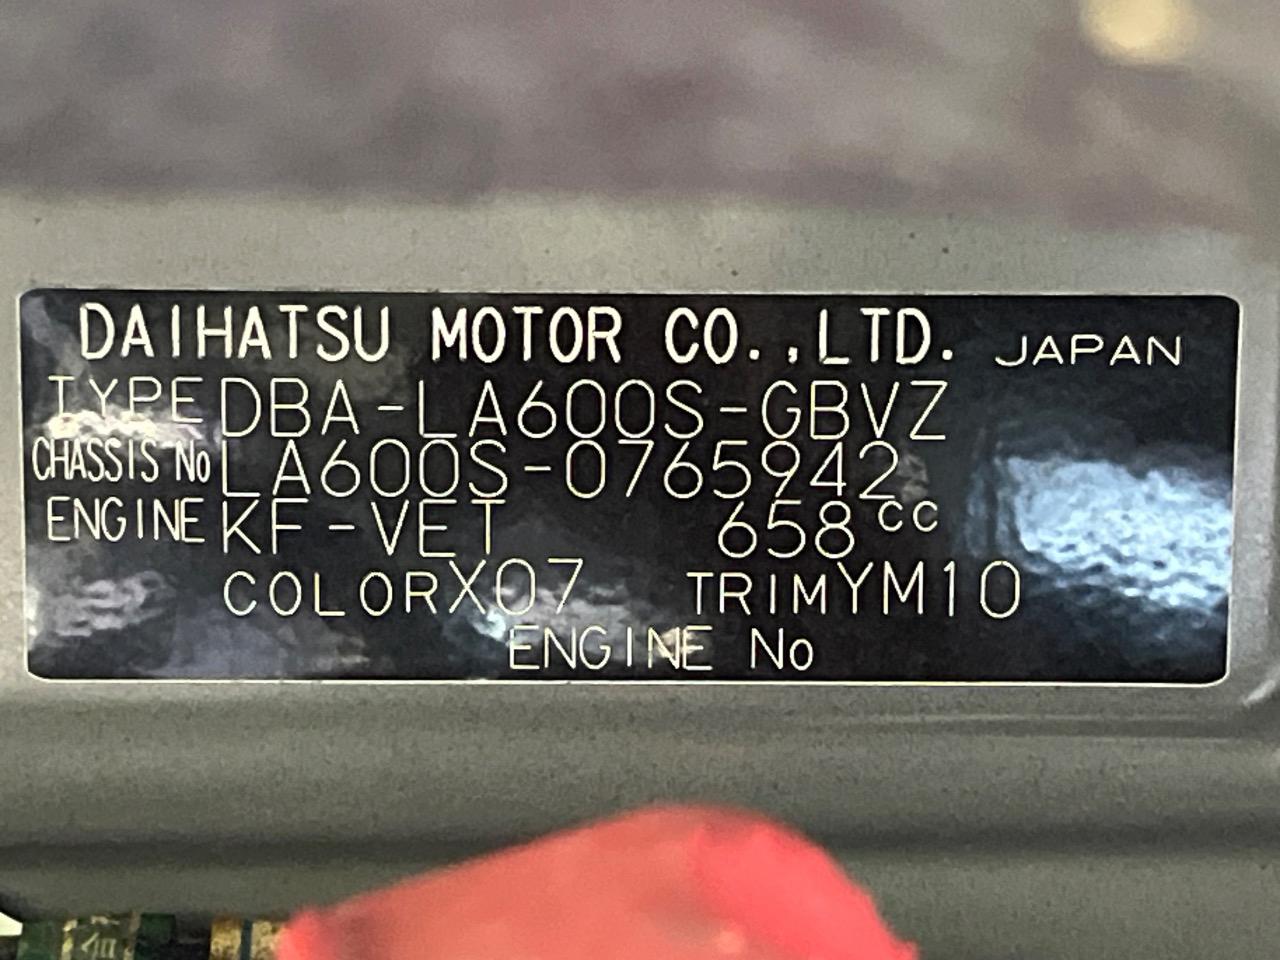 DAIHATSU MOTOR CO.,LTD. JAPAN
TYPE DBA-LA600S-GBVZ
CHASSIS No LA600S-0765942
ENGINE KF-VET 658cc
COLOR X07 TRIM YM10
ENGINE No